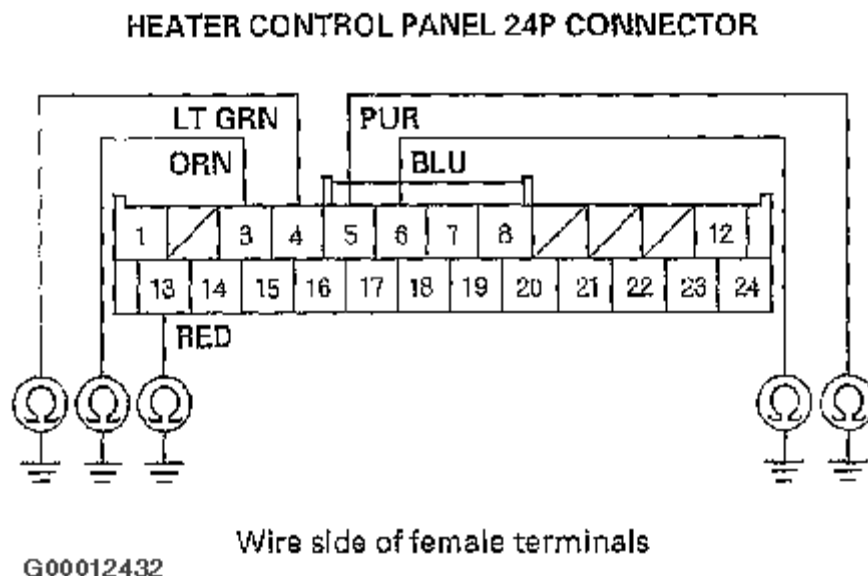 HEATER CONTROL PANEL 24P CONNECTOR
LT GRN PUR
ORN BLU
1 3 4 5 6 7 8 12
13 14 15 16 17 18 19 20 21 22 23 24
RED
Ω Ω Ω Ω Ω
Wire side of female terminals
G00012432